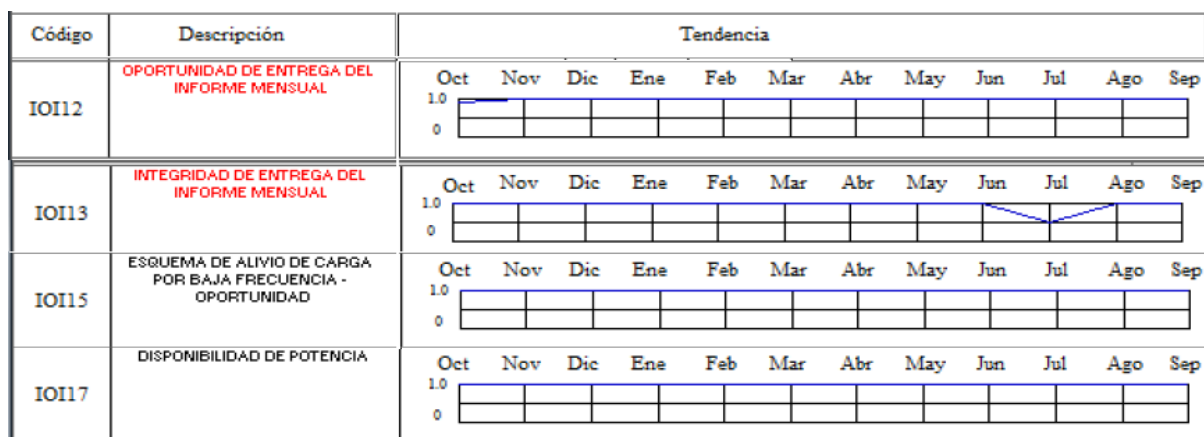 Código Descripción Tendencia
IOI12
OPORTUNIDAD DE ENTREGA DEL
INFORME MENSUAL
Oct Nov Dic Ene Feb Mar Abr May Jun Jul Ago Sep
1.0
0
IOI13
INTEGRIDAD DE ENTREGA DEL
INFORME MENSUAL
Oct Nov Dic Ene Feb Mar Abr May Jun Jul Ago Sep
1.0
0
IOI15
ESQUEMA DE ALIVIO DE CARGA
POR BAJA FRECUENCIA -
OPORTUNIDAD
Oct Nov Dic Ene Feb Mar Abr May Jun Jul Ago Sep
1.0
0
IOI17
DISPONIBILIDAD DE POTENCIA
Oct Nov Dic Ene Feb Mar Abr May Jun Jul Ago Sep
1.0
0